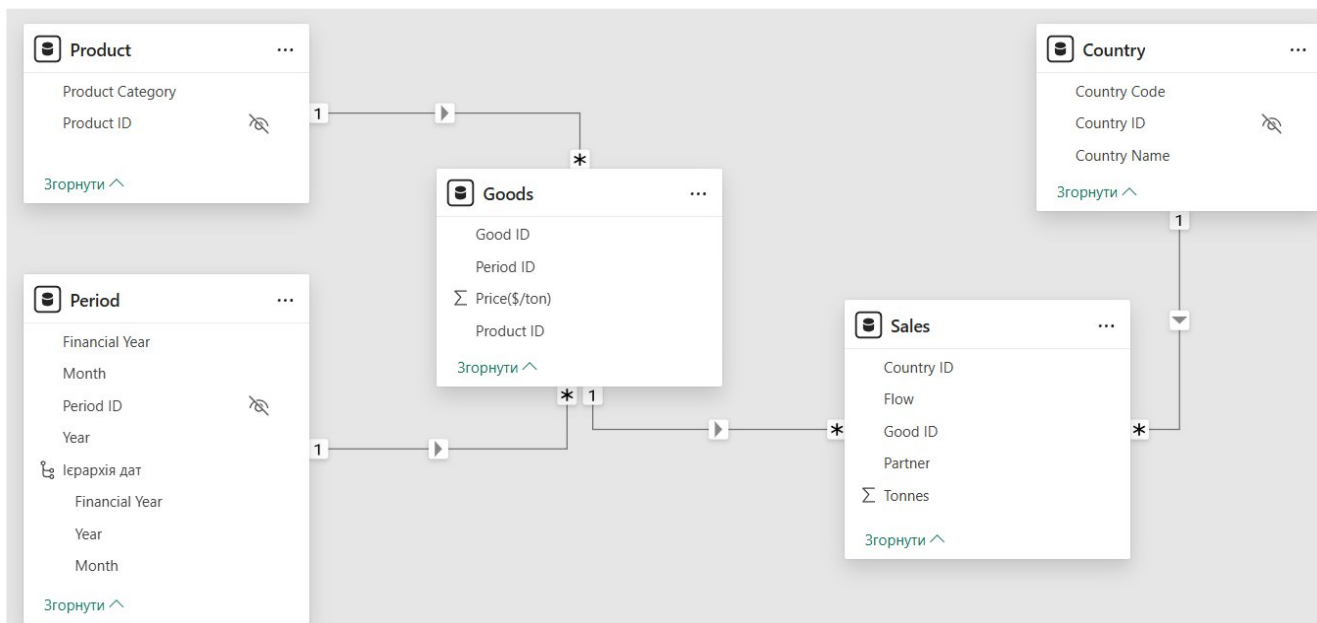 Product
Product Category
Product ID
Згорнути
Period
Financial Year
Month
Period ID
Year
Ієрархія дат
Financial Year
Year
Month
Згорнути
1
*
Goods
Good ID
Period ID
Σ Price($/ton)
Product ID
Згорнути
1
*
1
*
Sales
Country ID
Flow
Good ID
Partner
Σ Tonnes
Згорнути
Country
Country Code
Country ID
Country Name
Згорнути
1
*